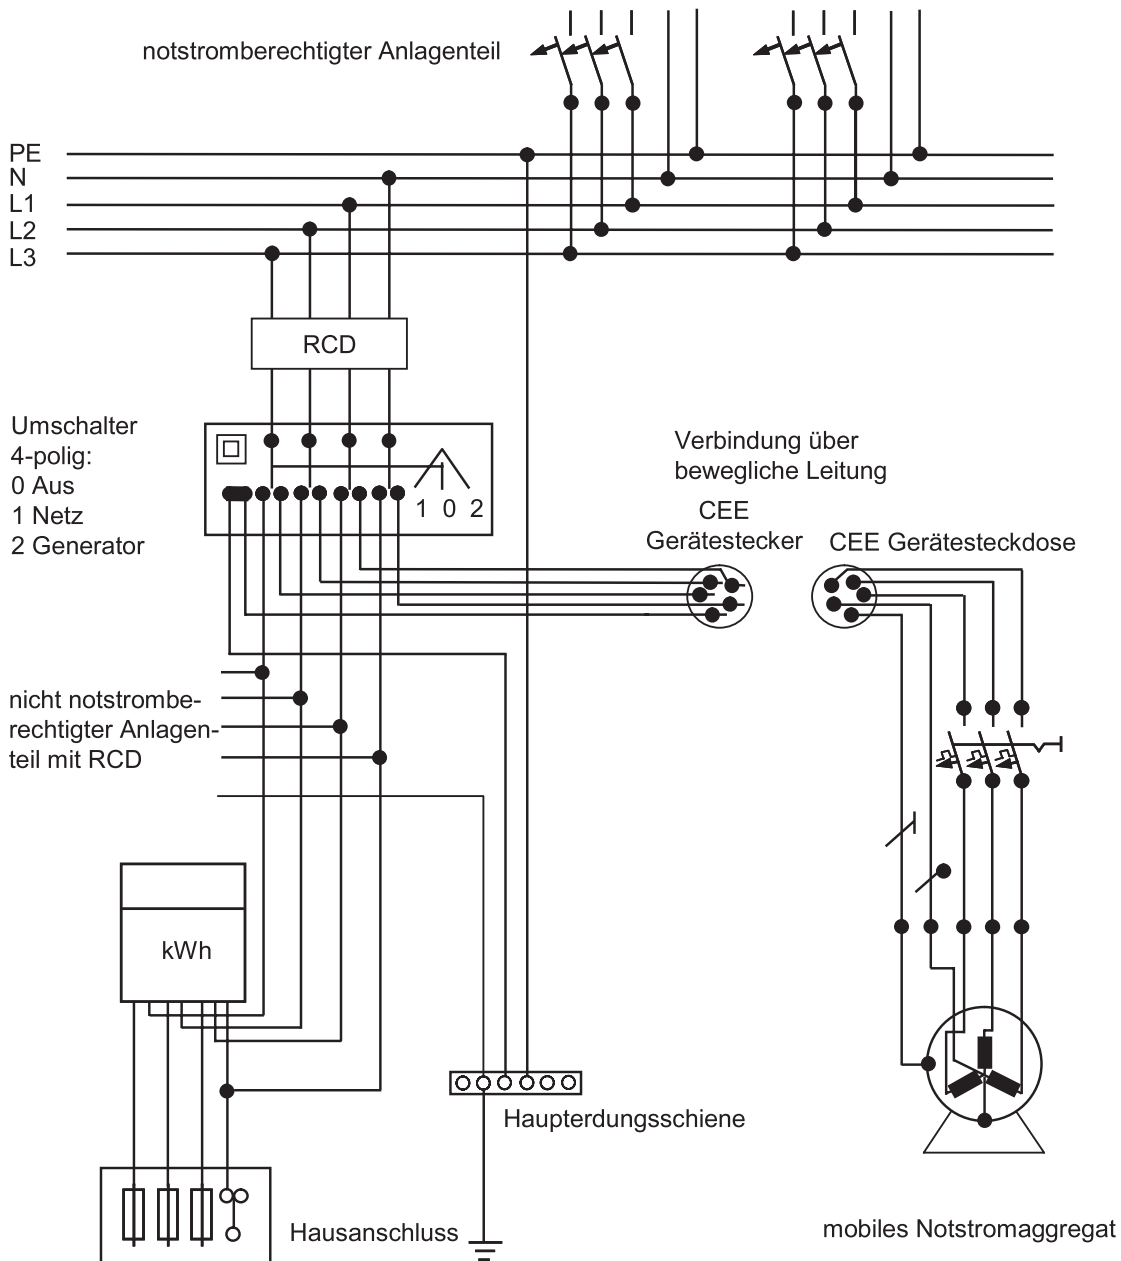 notstromberechtigter Anlagenteil
PE
N
L1
L2
L3
RCD
Umschalter
4-polig:
0 Aus
1 Netz
2 Generator
1 0 2
Verbindung über
bewegliche Leitung
CEE
Gerätestecker
CEE Gerätesteckdose
nicht notstrombe-
rechtigter Anlagen-
teil mit RCD
kWh
Haupterdungsschiene
Hausanschluss
mobiles Notstromaggregat